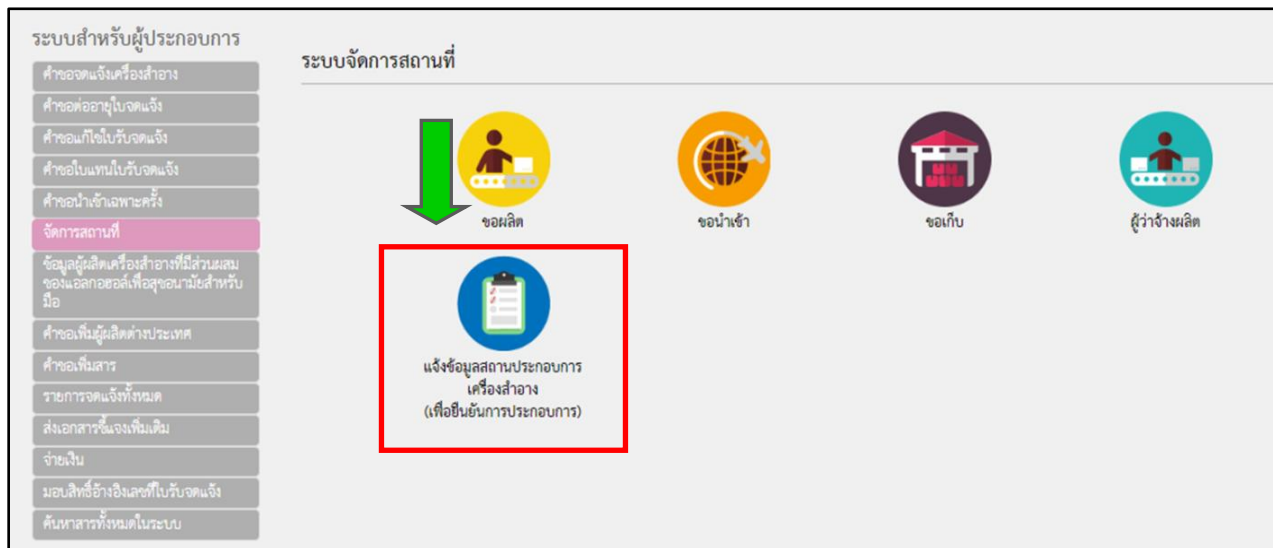 ระบบสำหรับผู้ประกอบการ
คำขอจดแจ้งเครื่องสำอาง
คำขอต่ออายุใบจดแจ้ง
คำขอแก้ไขใบรับจดแจ้ง
คำขอใบแทนใบรับจดแจ้ง
คำขอนำเข้าเฉพาะครั้ง
จัดการสถานที่
ข้อมูลผู้ผลิตเครื่องสำอางที่มีส่วนผสม
ของแอลกอฮอล์เพื่อสุขอนามัยสำหรับ
มือ
คำขอเพิ่มผู้ผลิตต่างประเทศ
คำขอเพิ่มสาร
รายการจดแจ้งทั้งหมด
ส่งเอกสารชี้แจงเพิ่มเติม
จ่ายเงิน
มอบสิทธิ์อ้างอิงเลขที่ใบรับจดแจ้ง
ค้นหาสารทั้งหมดในระบบ
ระบบจัดการสถานที่
ขอผลิต
ขอนำเข้า
ขอเก็บ
ผู้ว่าจ้างผลิต
แจ้งข้อมูลสถานประกอบการ
เครื่องสำอาง
(เพื่อยืนยันการประกอบการ)